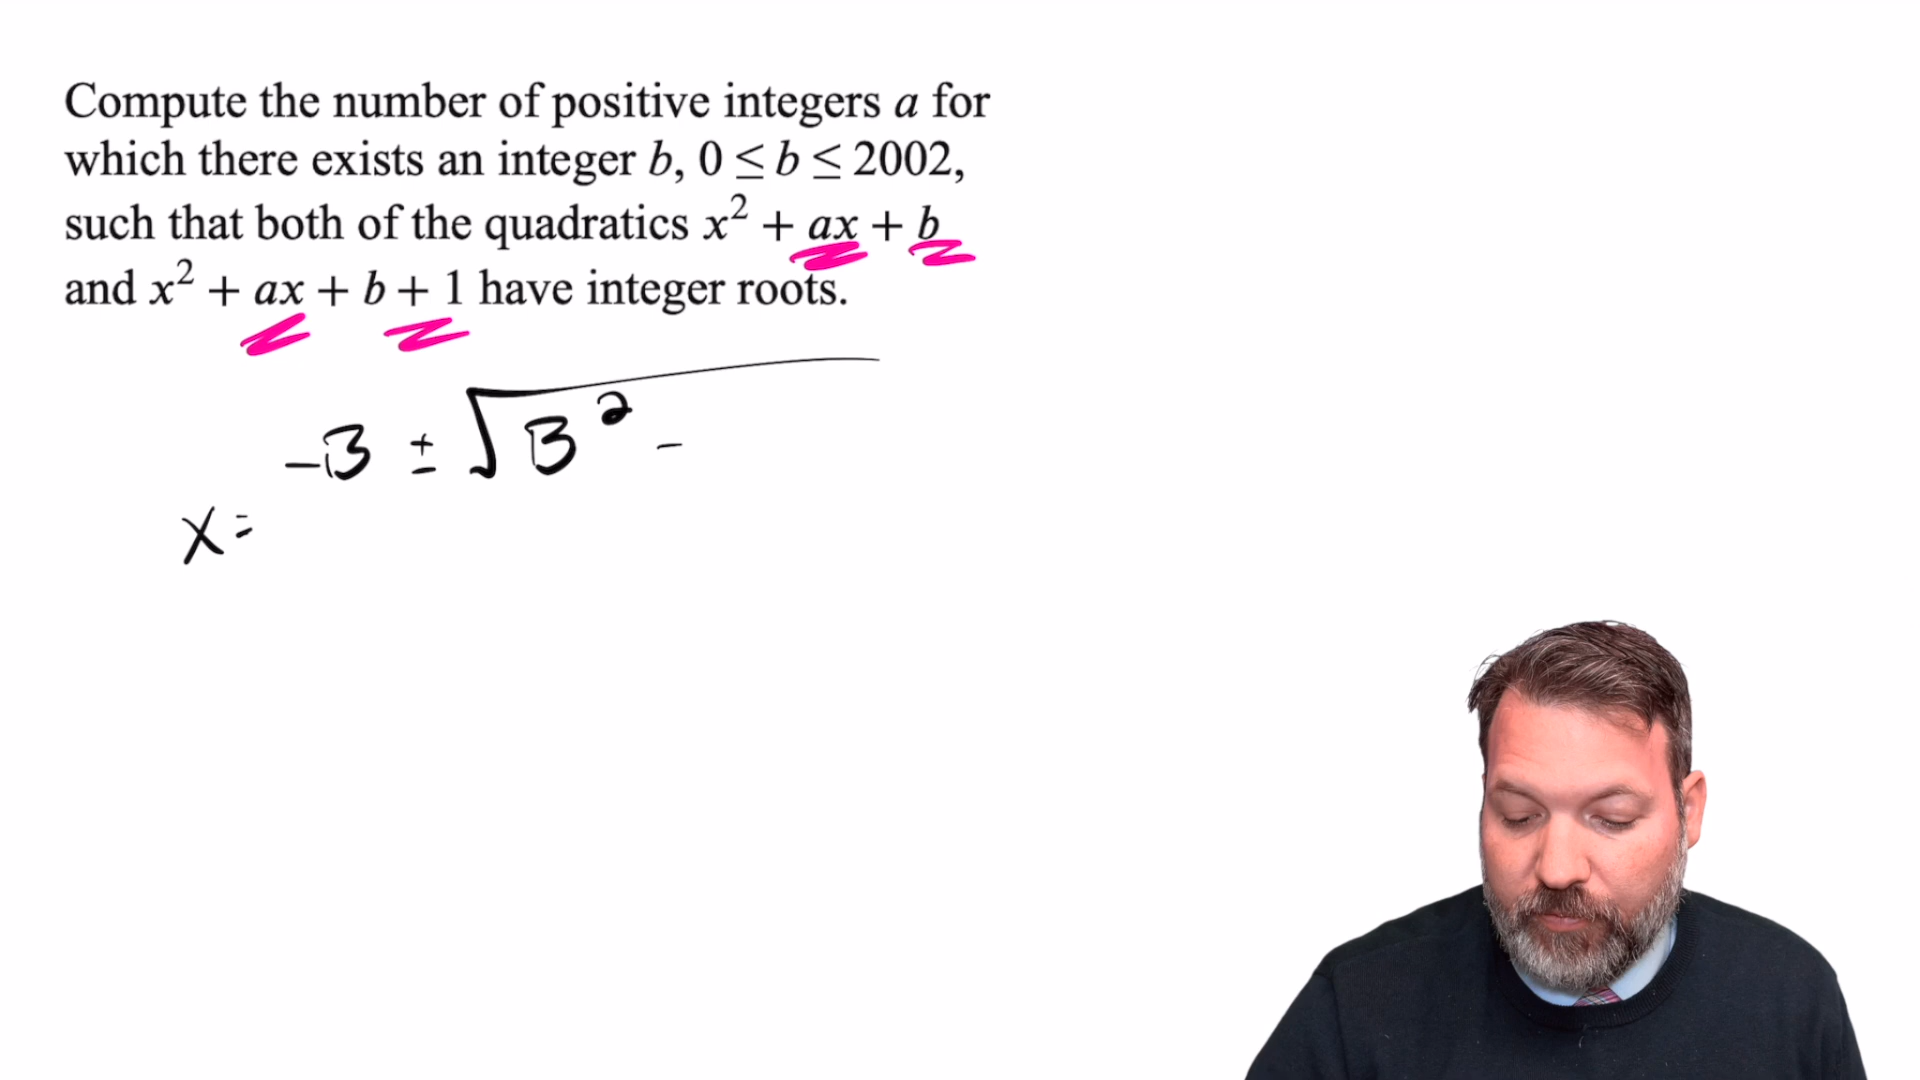 Compute the number of positive integers a for
which there exists an integer b, 0 ≤ b ≤ 2002,
such that both of the quadratics x² + ax + b
and x² + ax + b + 1 have integer roots.
-B ± √B² -
x =